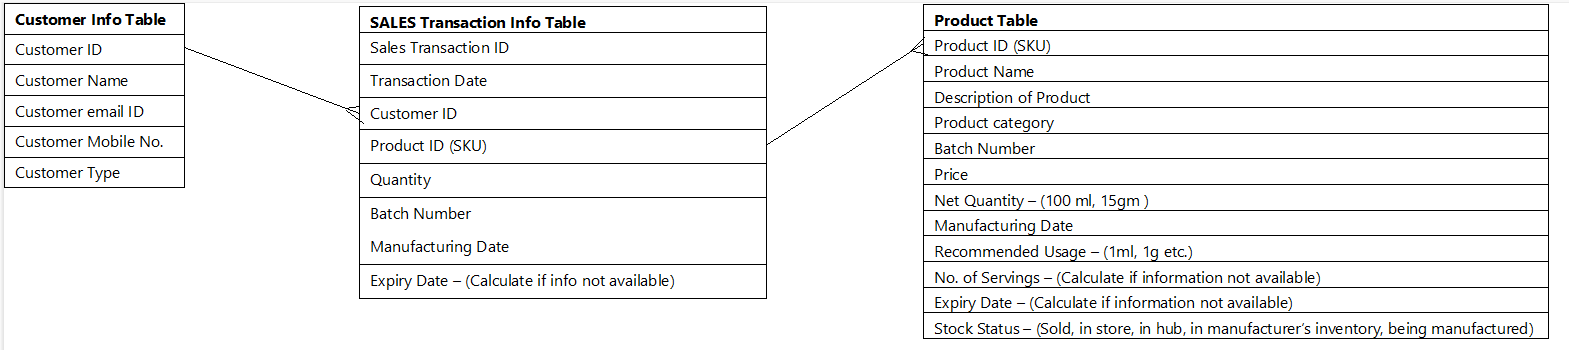 Customer Info Table
Customer ID
Customer Name
Customer email ID
Customer Mobile No.
Customer Type
SALES Transaction Info Table
Sales Transaction ID
Transaction Date
Customer ID
Product ID (SKU)
Quantity
Batch Number
Manufacturing Date
Expiry Date – (Calculate if info not available)
Product Table
Product ID (SKU)
Product Name
Description of Product
Product category
Batch Number
Price
Net Quantity – (100 ml, 15gm )
Manufacturing Date
Recommended Usage – (1ml, 1g etc.)
No. of Servings – (Calculate if information not available)
Expiry Date – (Calculate if information not available)
Stock Status – (Sold, in store, in hub, in manufacturer’s inventory, being manufactured)